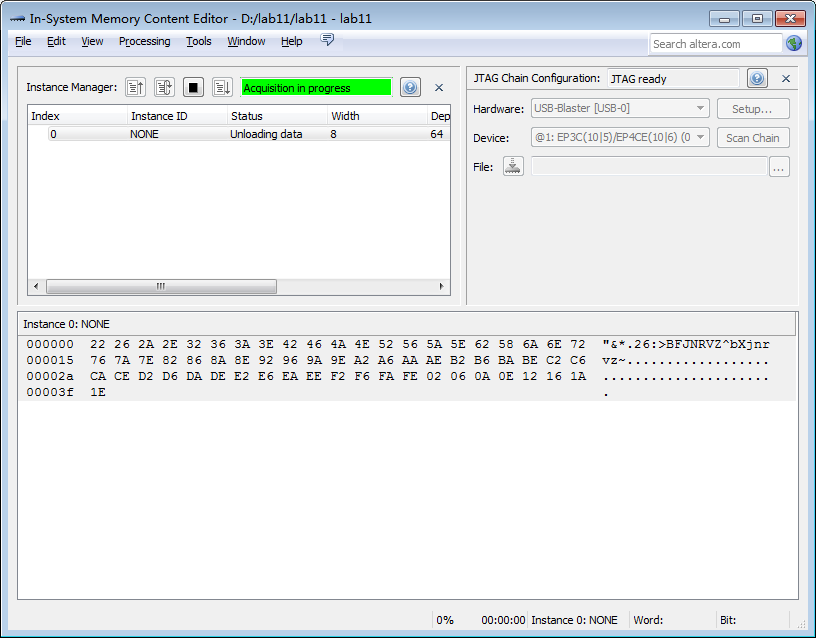 In-System Memory Content Editor - D:/lab11/lab11 - lab11
File Edit View Processing Tools Window Help
Search altera.com
Instance Manager: Acquisition in progress
Index Instance ID Status Width Dep
0 NONE Unloading data 8 64
JTAG Chain Configuration: JTAG ready
Hardware: USB-Blaster [USB-0] Setup...
Device: @1: EP3C(10|5)/EP4CE(10|6) (0 Scan Chain
File: ...
Instance 0: NONE
000000 22 26 2A 2E 32 36 3A 3E 42 46 4A 4E 52 56 5A 5E 62 58 6A 6E 72 "&*.26:>BFJNRVZ^bXjnr
000015 76 7A 7E 82 86 8A 8E 92 96 9A 9E A2 A6 AA AE B2 B6 BA BE C2 C6 vz~..................
00002a CA CE D2 D6 DA DE E2 E6 EA EE F2 F6 FA FE 02 06 0A 0E 12 16 1A .....................
00003f 1E .
0% 00:00:00 Instance 0: NONE Word: Bit: